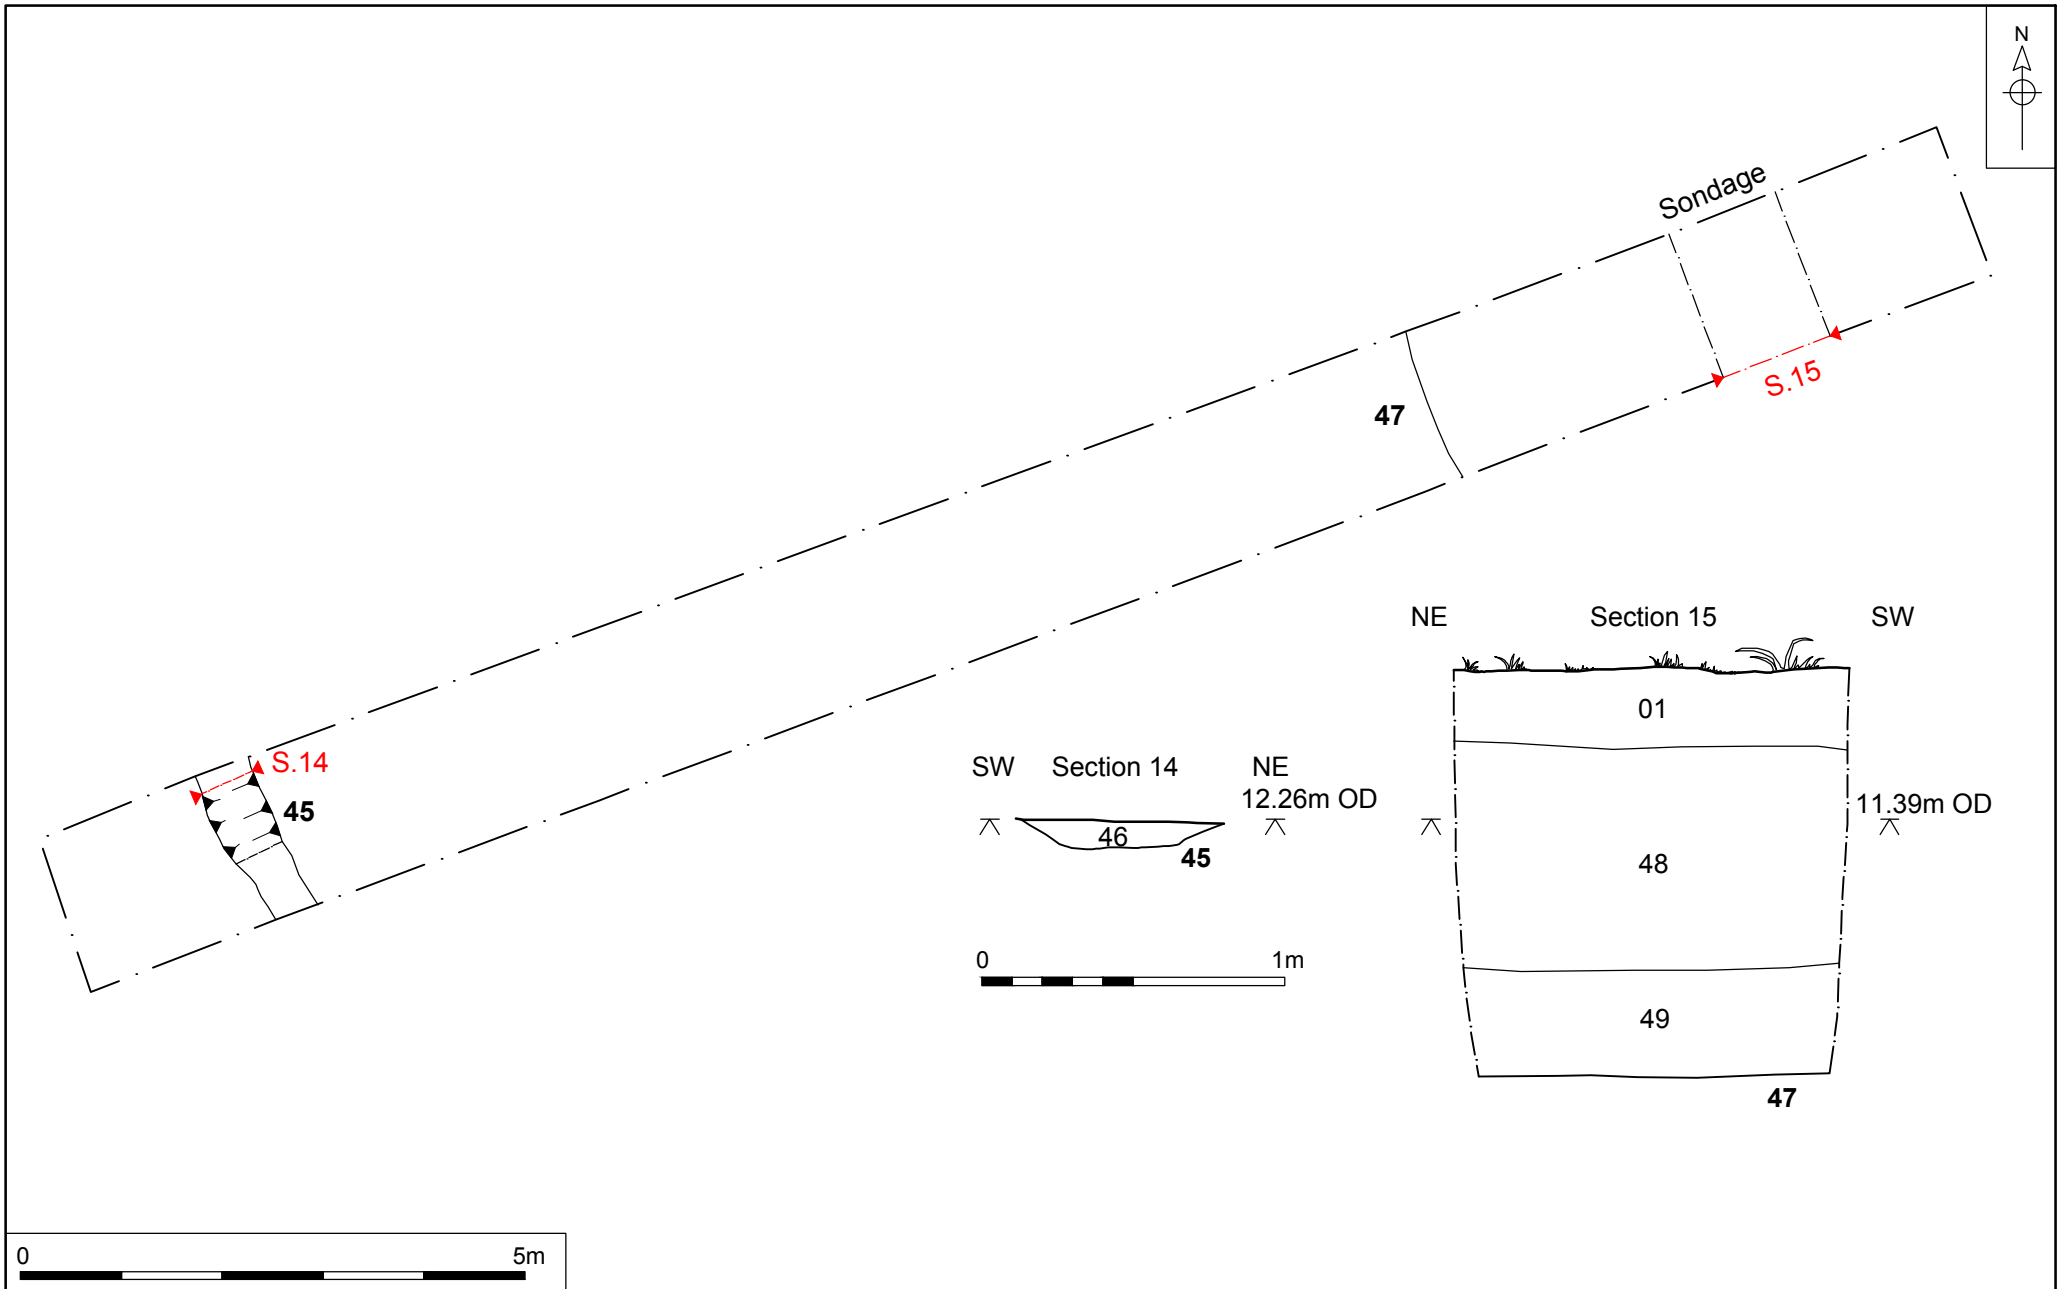 N
Sondage
S.15
47
S.14
45
NE Section 15 SW
01
11.39m OD
48
49
47
SW Section 14 NE
12.26m OD
46
45
0 1m
0 5m